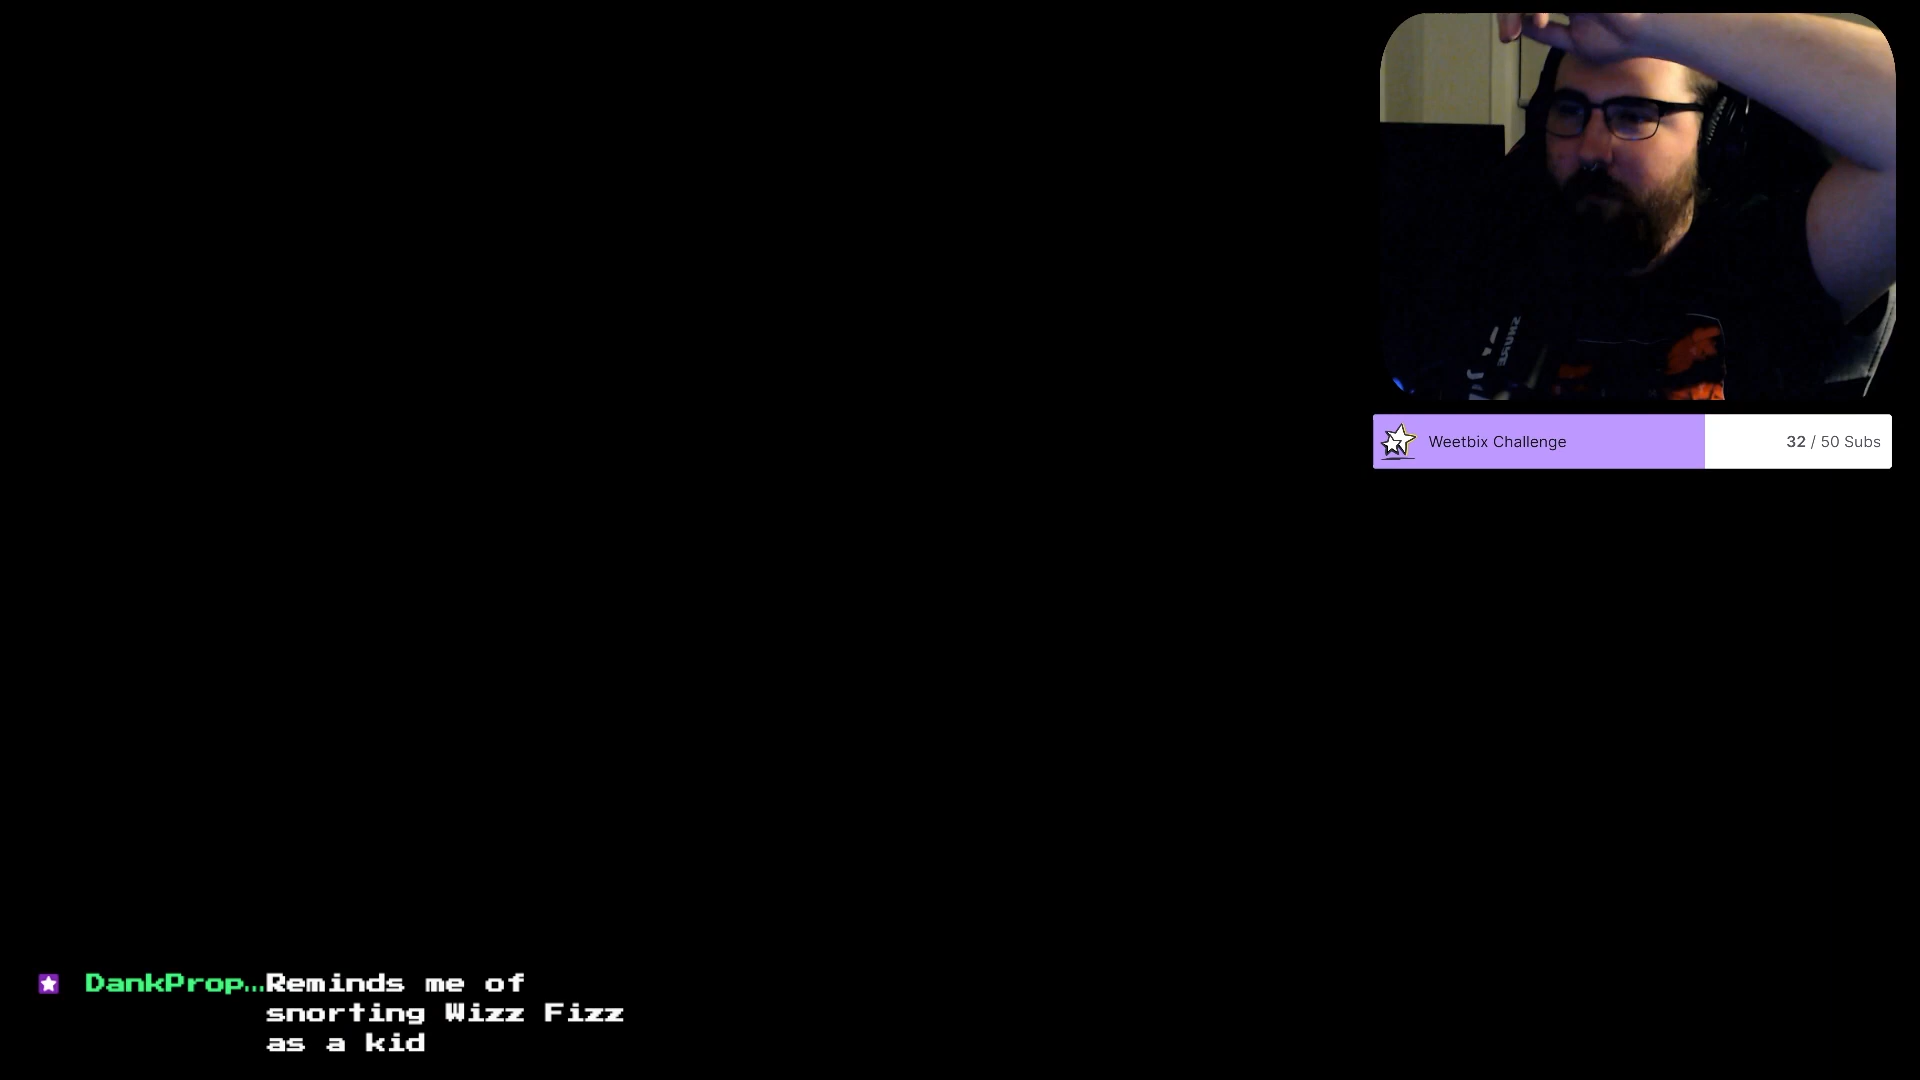 Weetbix Challenge 32 / 50 Subs
DankProp...Reminds me of
snorting Wizz Fizz
as a kid